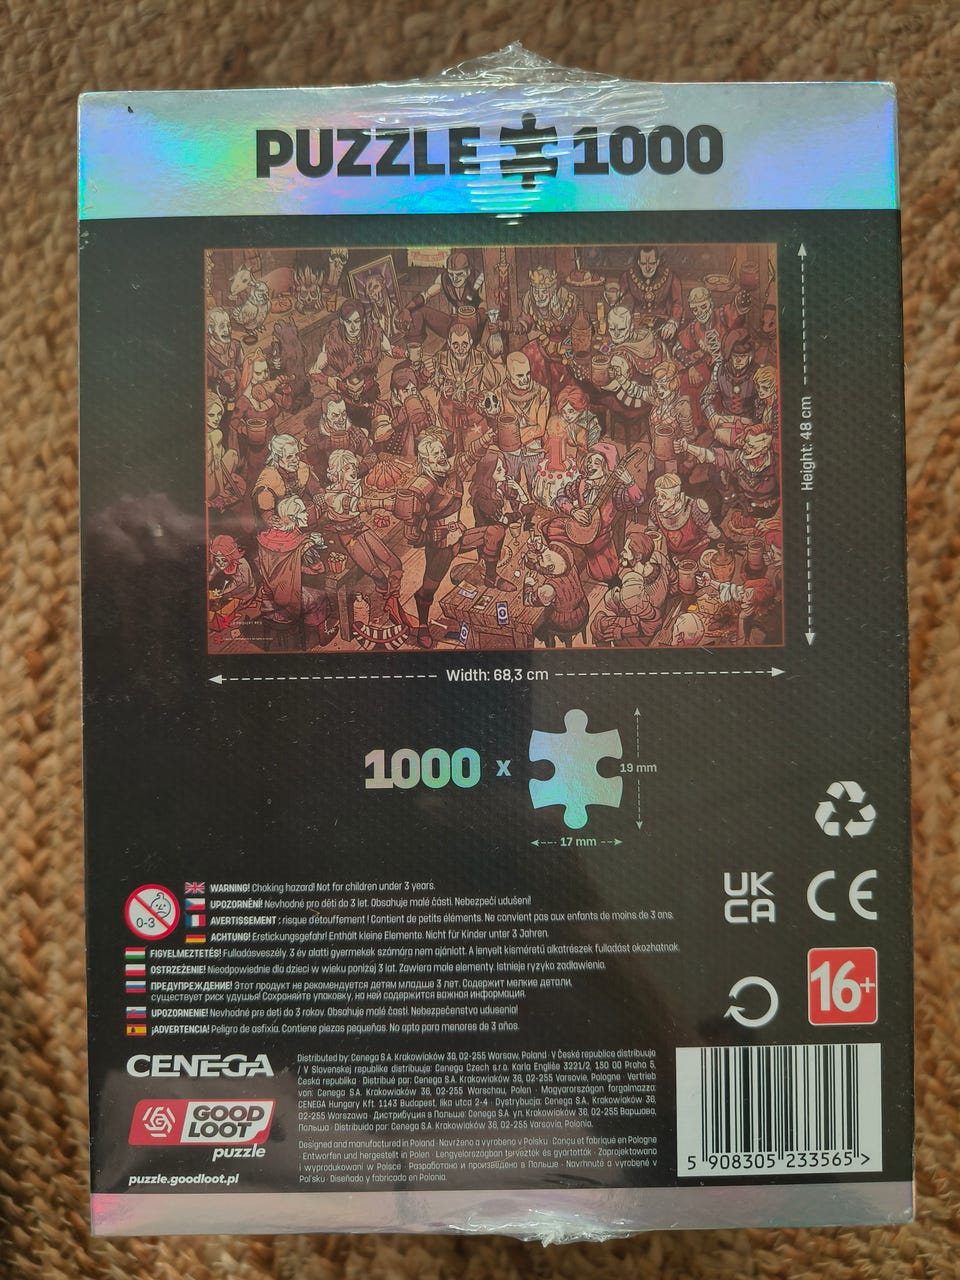 PUZZLE 1000
Height: 48 cm
Width: 68,3 cm
1000 x
19 mm
17 mm
UK
CA
CE
0-3
WARNING! Choking hazard! Not for children under 3 years.
UPOZORNĚNÍ! Nevhodné pro děti do 3 let. Obsahuje malé části. Nebezpečí udušení!
AVERTISSEMENT : risque d'étouffement ! Contient de petits éléments. Ne convient pas aux enfants de moins de 3 ans.
ACHTUNG! Erstickungsgefahr! Enthält kleine Elemente. Nicht für Kinder unter 3 Jahren.
FIGYELMEZTETÉS! Fulladásveszély. 3 év alatti gyermekek számára nem ajánlott. A lenyelt kisméretű alkatrészek fulladást okozhatnak.
OSTRZEŻENIE! Nieodpowiednie dla dzieci w wieku poniżej 3 lat. Zawiera małe elementy. Istnieje ryzyko zadławienia.
ПРЕДУПРЕЖДЕНИЕ! Этот продукт не рекомендуется детям младше 3 лет. Содержит мелкие детали,
существует риск удушья! Сохраняйте упаковку, на ней содержится важная информация.
UPOZORNENIE! Nevhodné pre deti do 3 rokov. Obsahuje malé časti. Nebezpečenstvo udusenia!
¡ADVERTENCIA! Peligro de asfixia. Contiene piezas pequeñas. No apta para menores de 3 años.
16+
CENEGA
GOOD
LOOT
puzzle
puzzle.goodloot.pl
Distributed by: Cenega S.A. Krakowiaków 36, 02-255 Warsaw, Poland · V České republice distribuuje
/ V Slovenskej republike distribuuje: Cenega Czech s.r.o. Karla Engliše 3221/2, 150 00 Praha 5,
Česká republika · Distribué par: Cenega S.A. Krakowiaków 36, 02-255 Varsovie, Pologne · Vertrieb
von: Cenega S.A. Krakowiaków 36, 02-255 Warschau, Polen · Magyarországon forgalmazza:
CENEGA Hungary Kft. 1143 Budapest, Ilka utca 2-4 · Dystrybucja: Cenega S.A. Krakowiaków 36,
02-255 Warszawa · Дистрибуция в Польше: Cenega S.A. ул. Krakowiaków 36, 02-255 Варшава,
Польша · Distribuido por: Cenega S.A. Krakowiaków 36, 02-255 Varsovia, Polonia.
Designed and manufactured in Poland · Navrženo a vyrobeno v Polsku · Conçu et fabriqué en Pologne
· Entworfen und hergestellt in Polen · Lengyelországban tervezték és gyártották · Zaprojektowano
i wyprodukowano w Polsce · Разработано и произведено в Польше · Navrhnuté a vyrobené v
Poľsku · Diseñado y fabricado en Polonia.
5 908305 233565 >